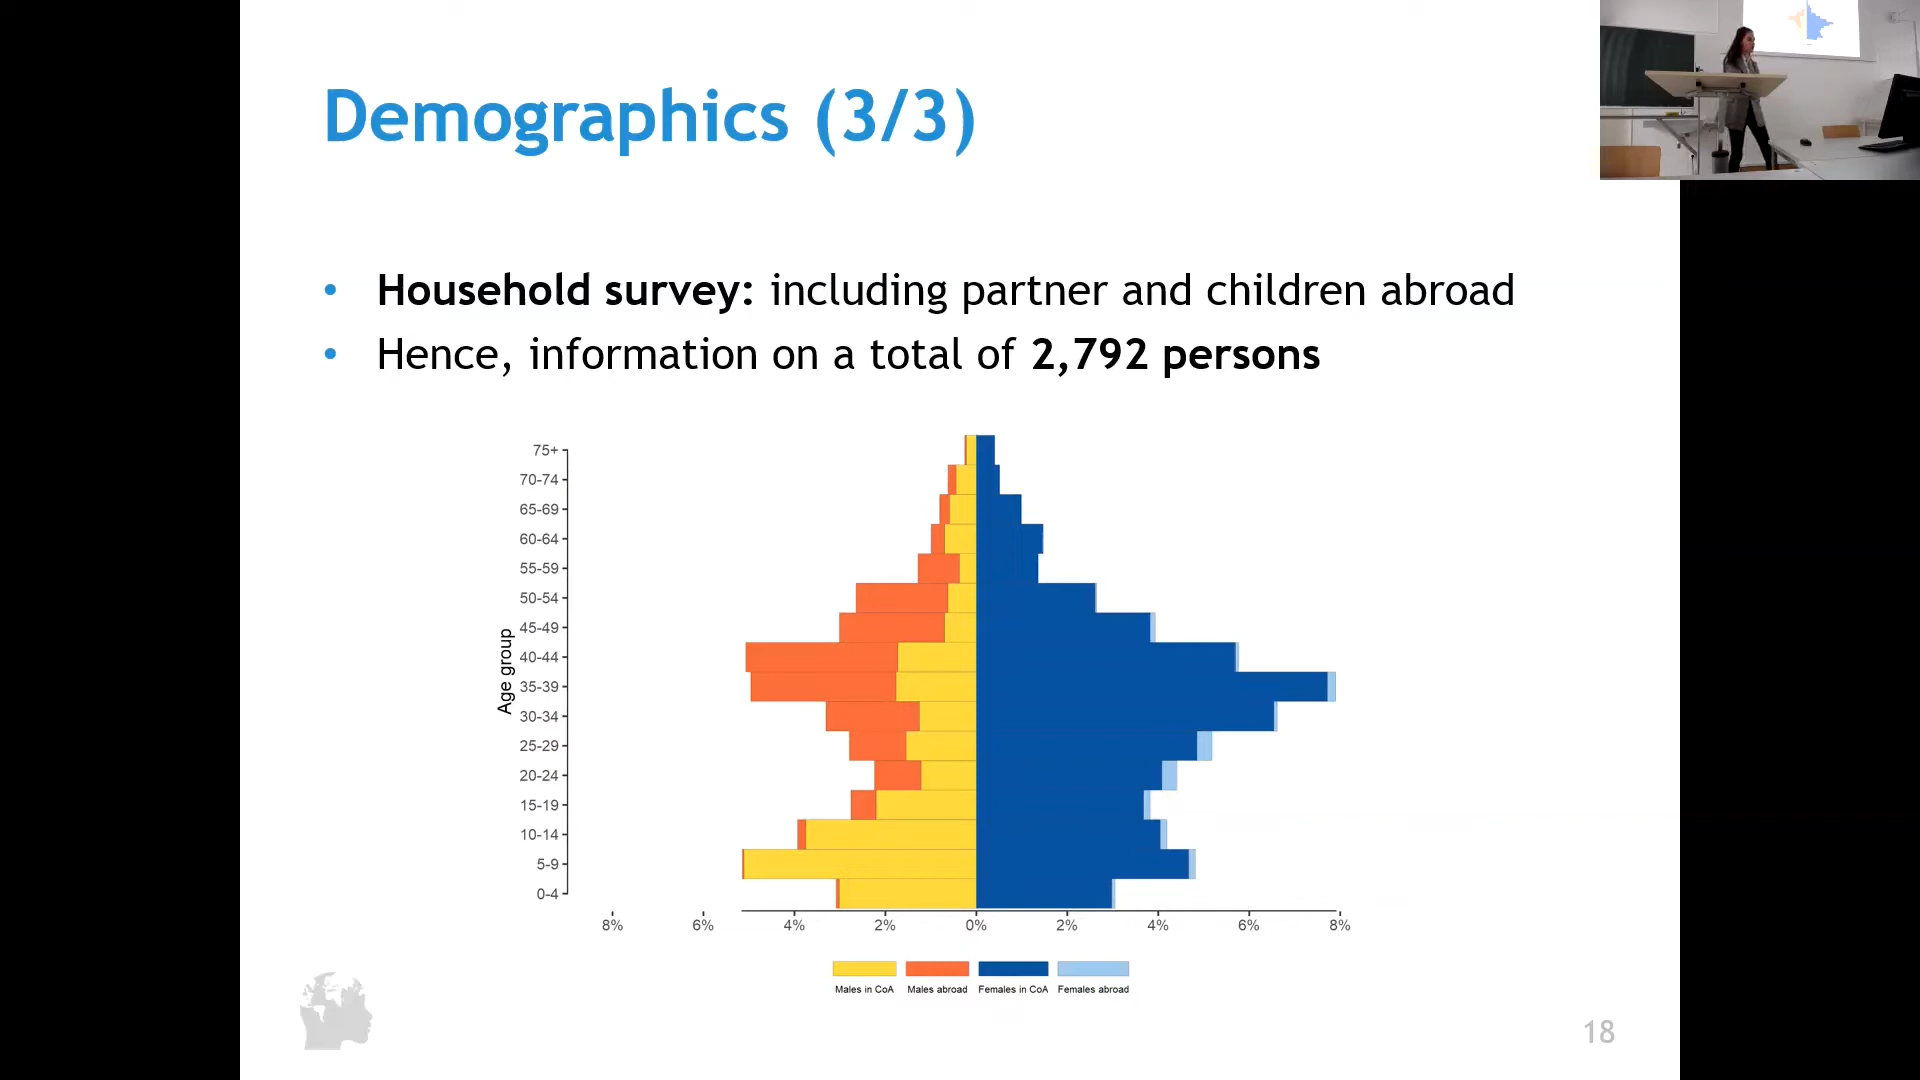 Demographics (3/3)
• Household survey: including partner and children abroad
• Hence, information on a total of 2,792 persons
Age group
75+
70-74
65-69
60-64
55-59
50-54
45-49
40-44
35-39
30-34
25-29
20-24
15-19
10-14
5-9
0-4
8% 6% 4% 2% 0% 2% 4% 6% 8%
Males in CoA Males abroad Females in CoA Females abroad
18